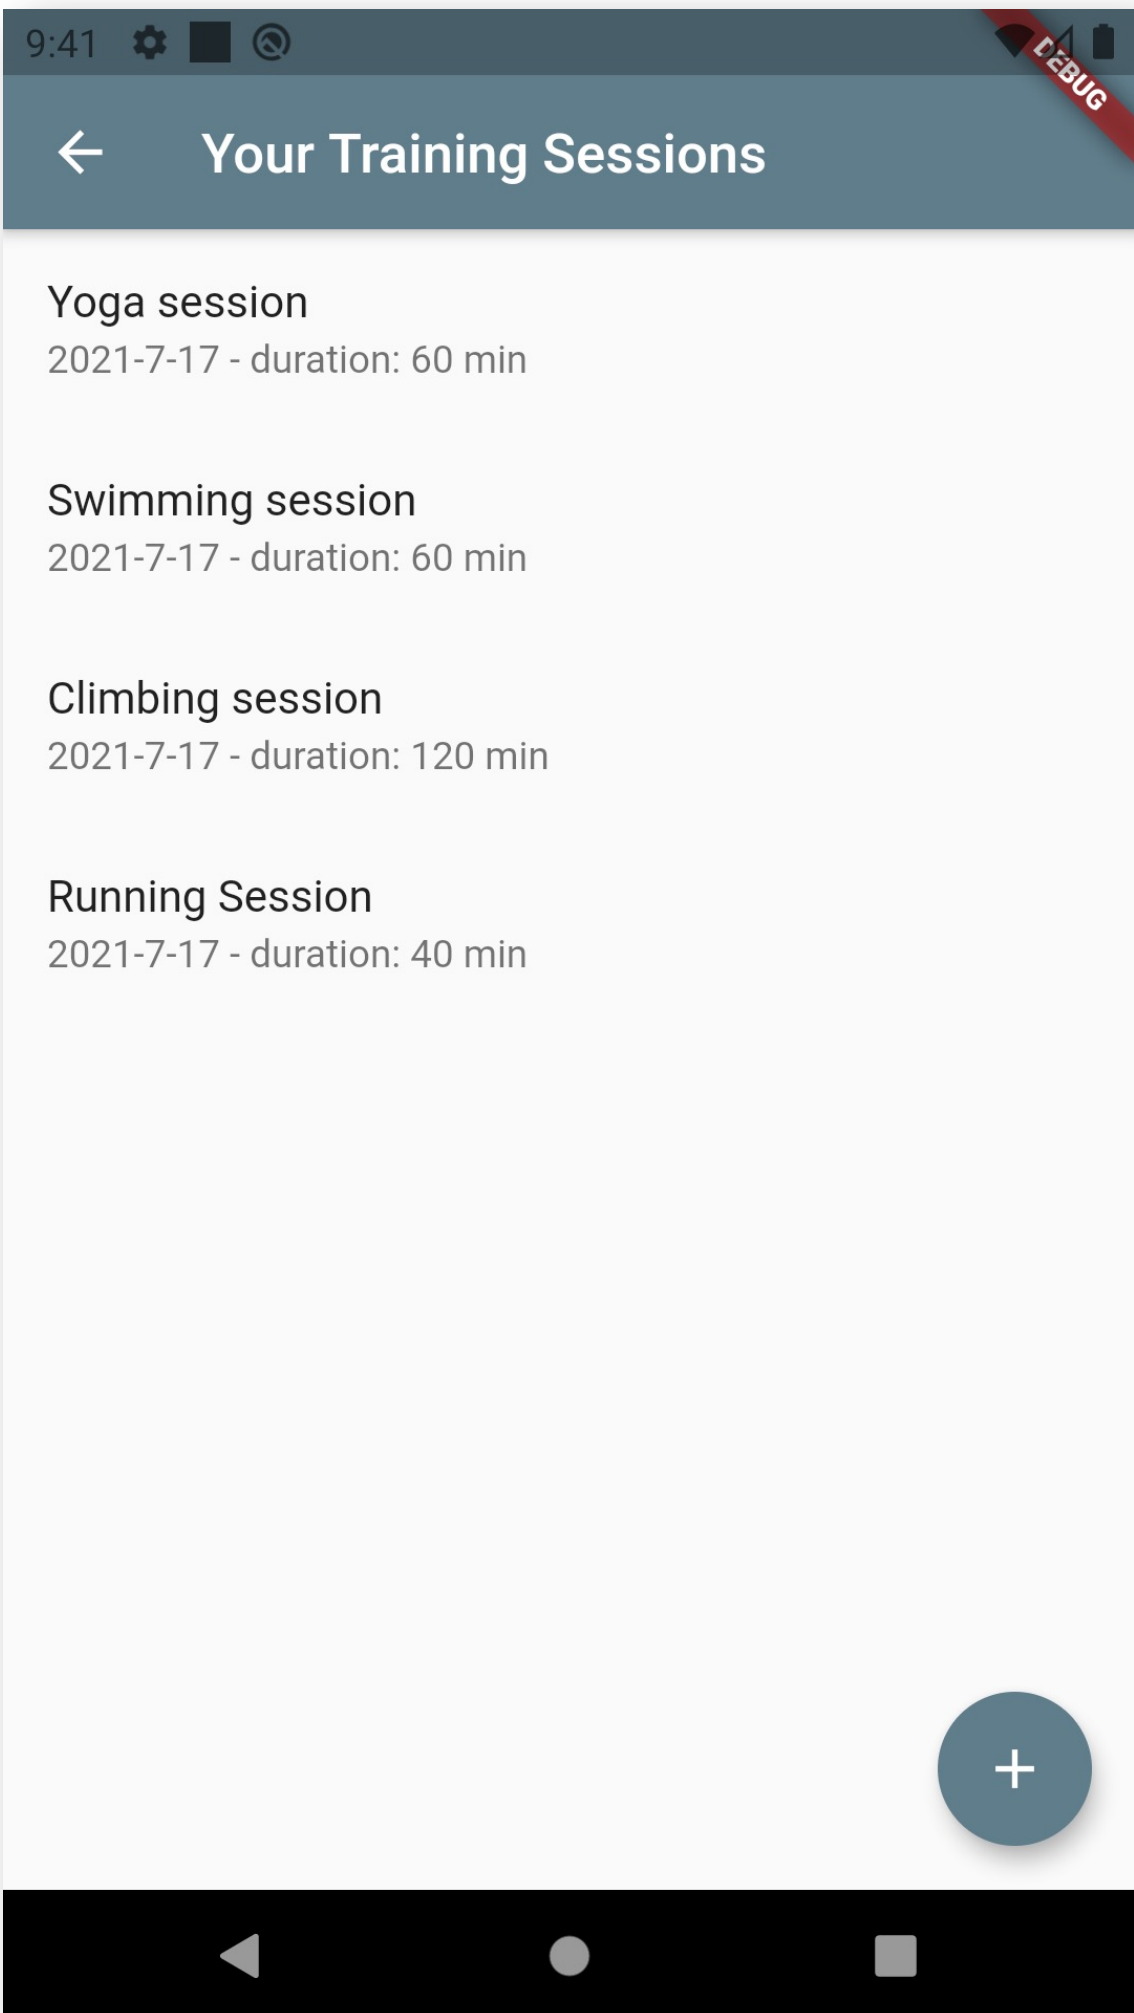 9:41
DEBUG
Your Training Sessions
Yoga session
2021-7-17 - duration: 60 min
Swimming session
2021-7-17 - duration: 60 min
Climbing session
2021-7-17 - duration: 120 min
Running Session
2021-7-17 - duration: 40 min